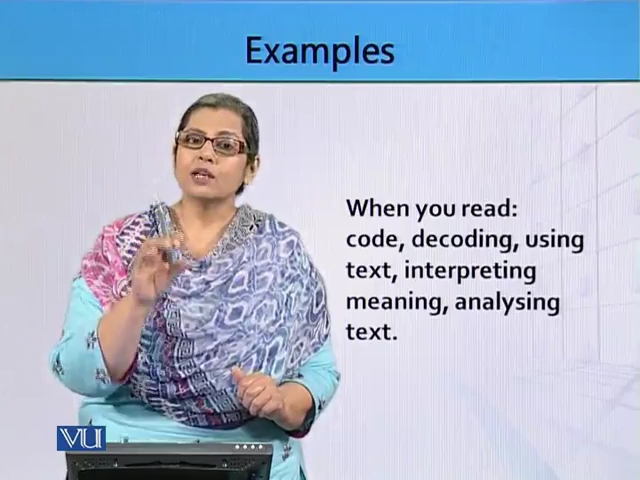 Examples
When you read:
code, decoding, using
text, interpreting
meaning, analysing
text.
VU